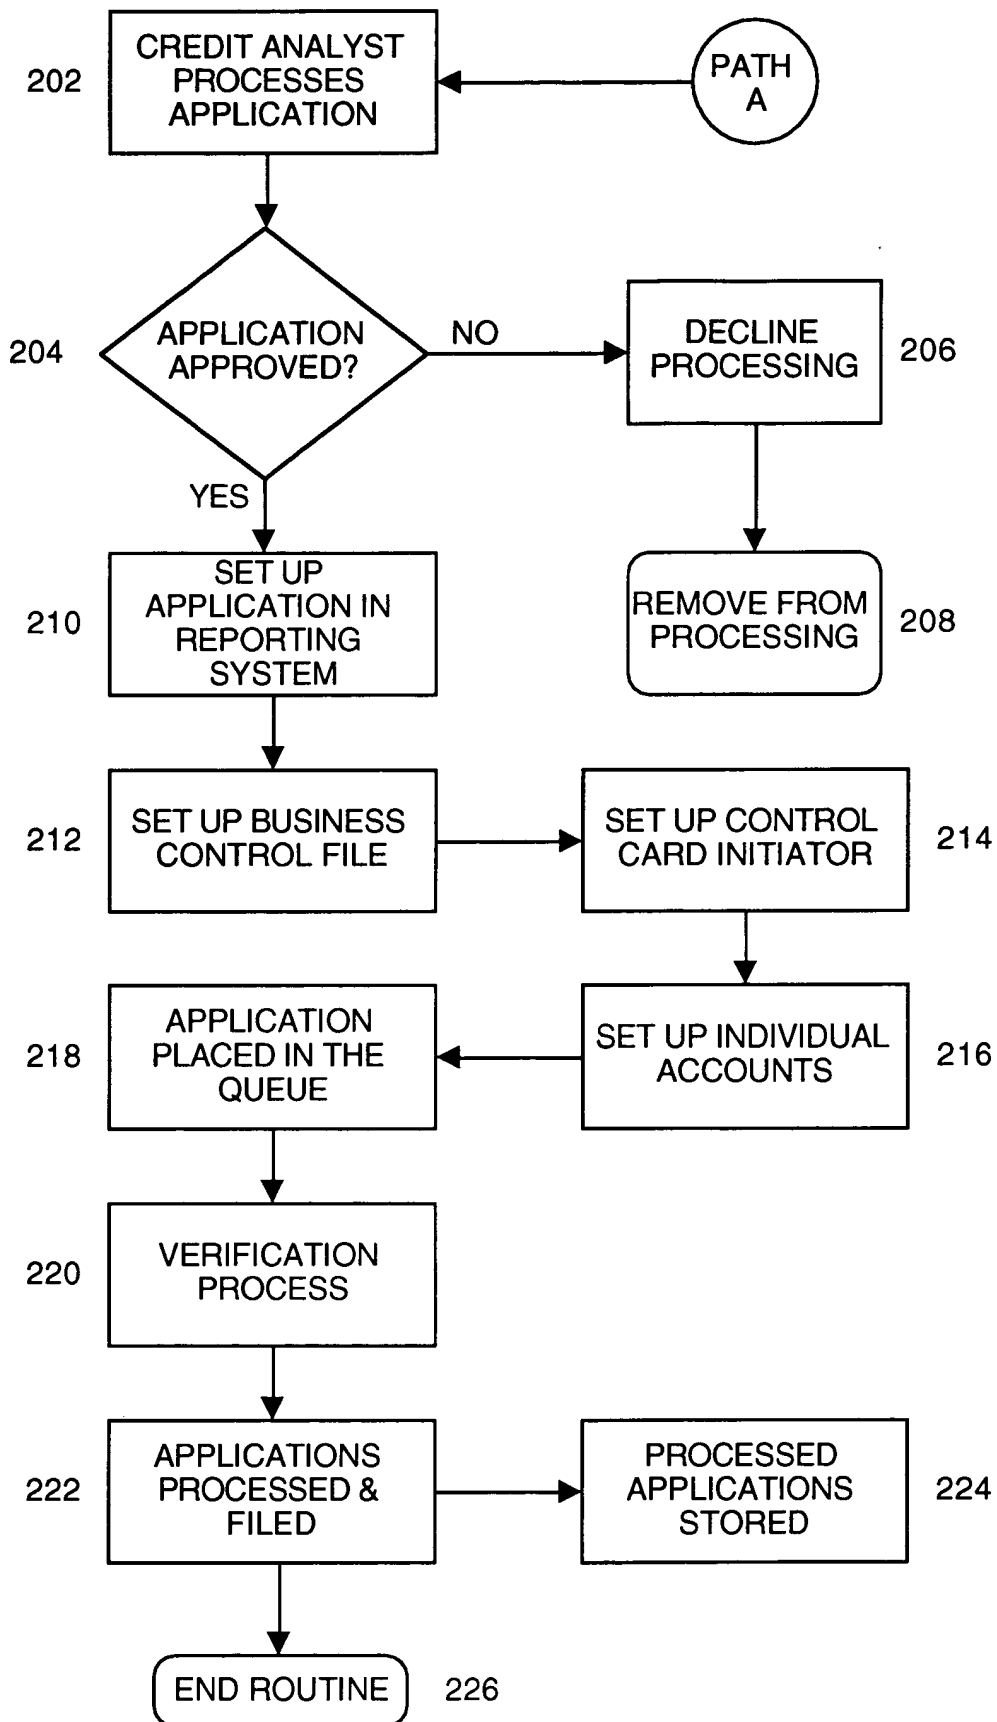 CREDIT ANALYST
PROCESSES
APPLICATION
202
PATH
A
APPLICATION
APPROVED?
204
NO
DECLINE
PROCESSING
206
YES
REMOVE FROM
PROCESSING
208
SET UP
APPLICATION IN
REPORTING
SYSTEM
210
SET UP BUSINESS
CONTROL FILE
212
SET UP CONTROL
CARD INITIATOR
214
SET UP INDIVIDUAL
ACCOUNTS
216
APPLICATION
PLACED IN THE
QUEUE
218
VERIFICATION
PROCESS
220
APPLICATIONS
PROCESSED &
FILED
222
PROCESSED
APPLICATIONS
STORED
224
END ROUTINE
226